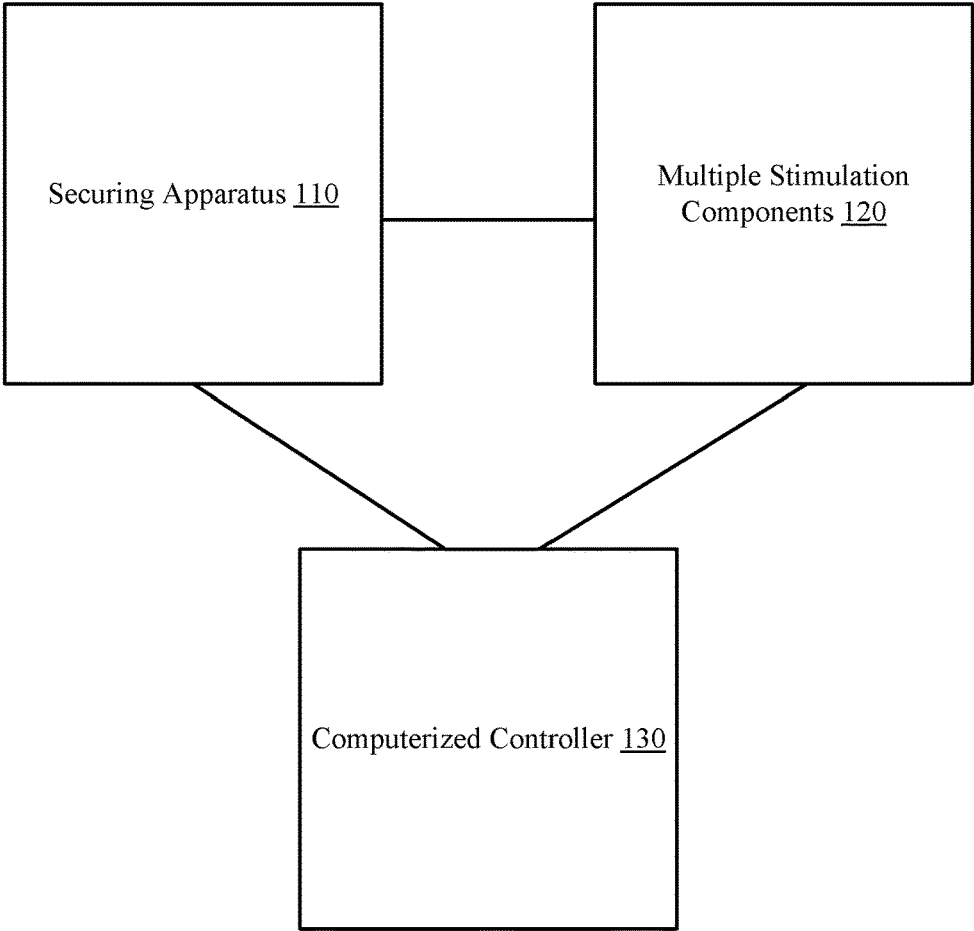 Securing Apparatus 110
Multiple Stimulation
Components 120
Computerized Controller 130